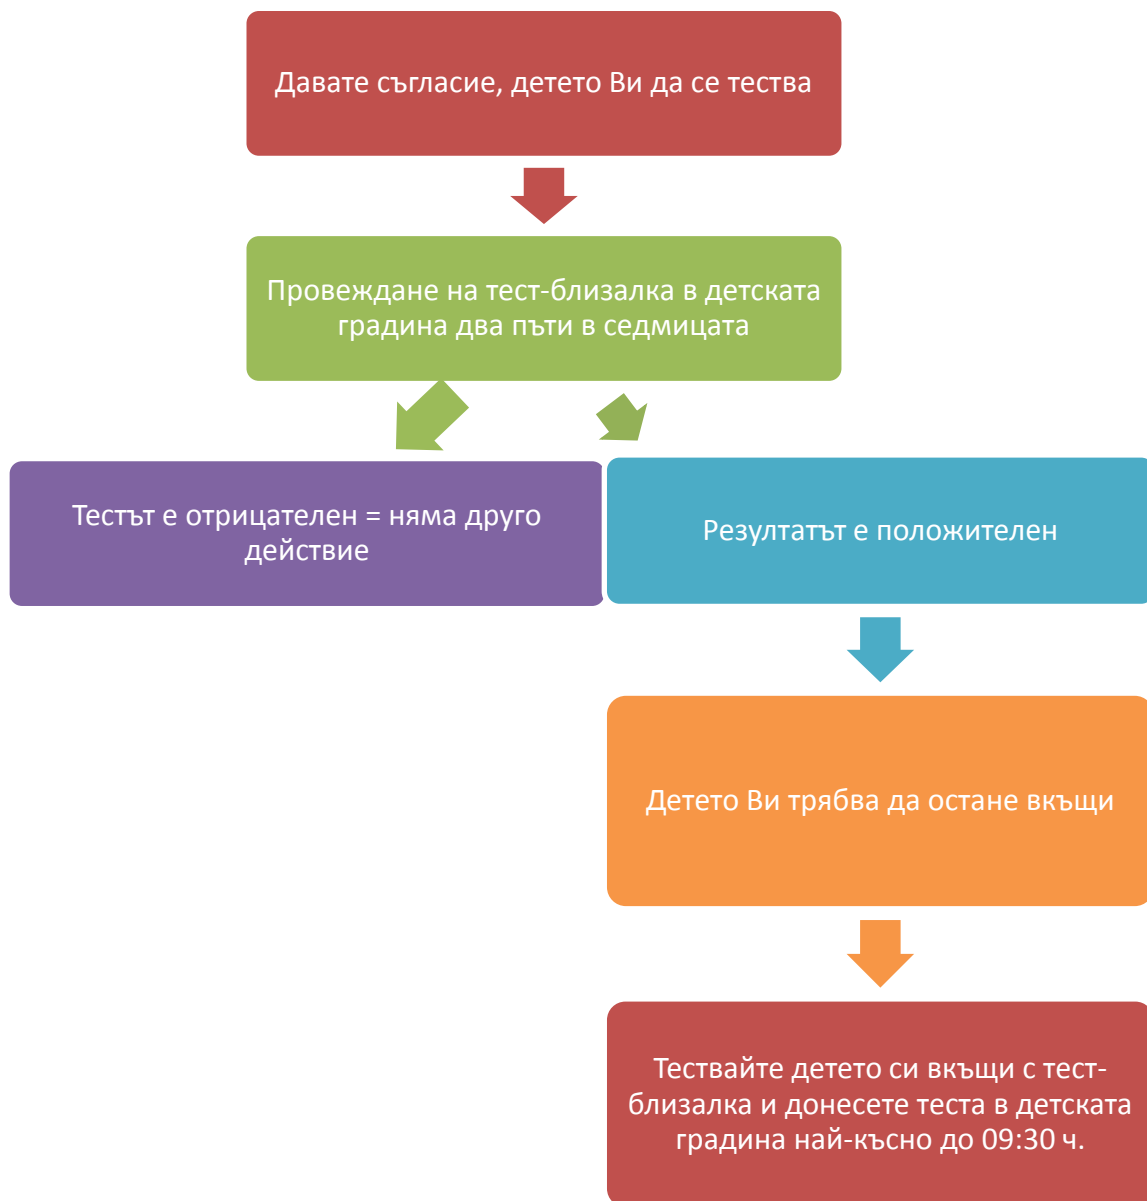 Давате съгласие, детето Ви да се тества
Провеждане на тест-близалка в детската
градина два пъти в седмицата
Тестът е отрицателен = няма друго
действие
Резултатът е положителен
Детето Ви трябва да остане вкъщи
Тествайте детето си вкъщи с тест-
близалка и донесете теста в детската
градина най-късно до 09:30 ч.